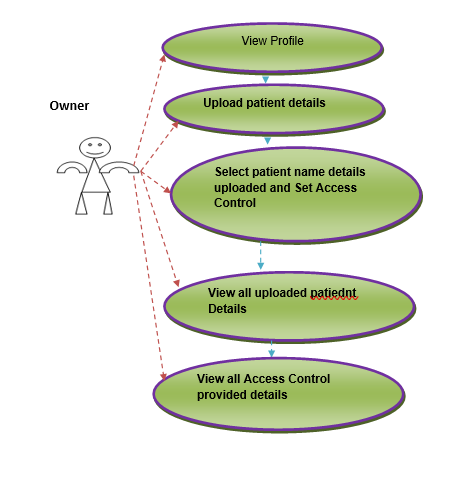 View Profile
Owner
Upload patient details
Select patient name details
uploaded and Set Access
Control
View all uploaded patiednt
Details
View all Access Control
provided details